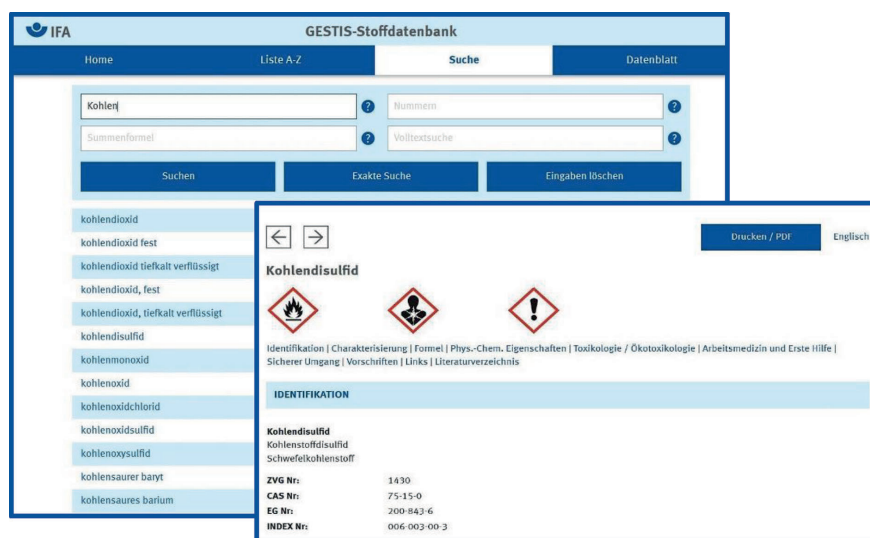 IFA
GESTIS-Stoffdatenbank
Home
Liste A-Z
Suche
Datenblatt
Kohlen
?
Nummern
?
Summenformel
?
Volltextsuche
?
Suchen
Exakte Suche
Eingaben löschen
kohlendioxid
kohlendioxid fest
kohlendioxid tiefkalt verflüssigt
kohlendioxid, fest
kohlendioxid, tiefkalt verflüssigt
kohlendisulfid
kohlenmonoxid
kohlenoxid
kohlenoxidchlorid
kohlenoxidsulfid
kohlenoxysulfid
kohlensaurer baryt
kohlensaures barium
Drucken / PDF
Englisch
Kohlendisulfid
Identifikation | Charakterisierung | Formel | Phys.-Chem. Eigenschaften | Toxikologie / Ökotoxikologie | Arbeitsmedizin und Erste Hilfe |
Sicherer Umgang | Vorschriften | Links | Literaturverzeichnis
IDENTIFIKATION
Kohlendisulfid
Kohlenstoffdisulfid
Schwefelkohlenstoff
ZVG Nr: 1430
CAS Nr: 75-15-0
EG Nr: 200-843-6
INDEX Nr: 006-003-00-3